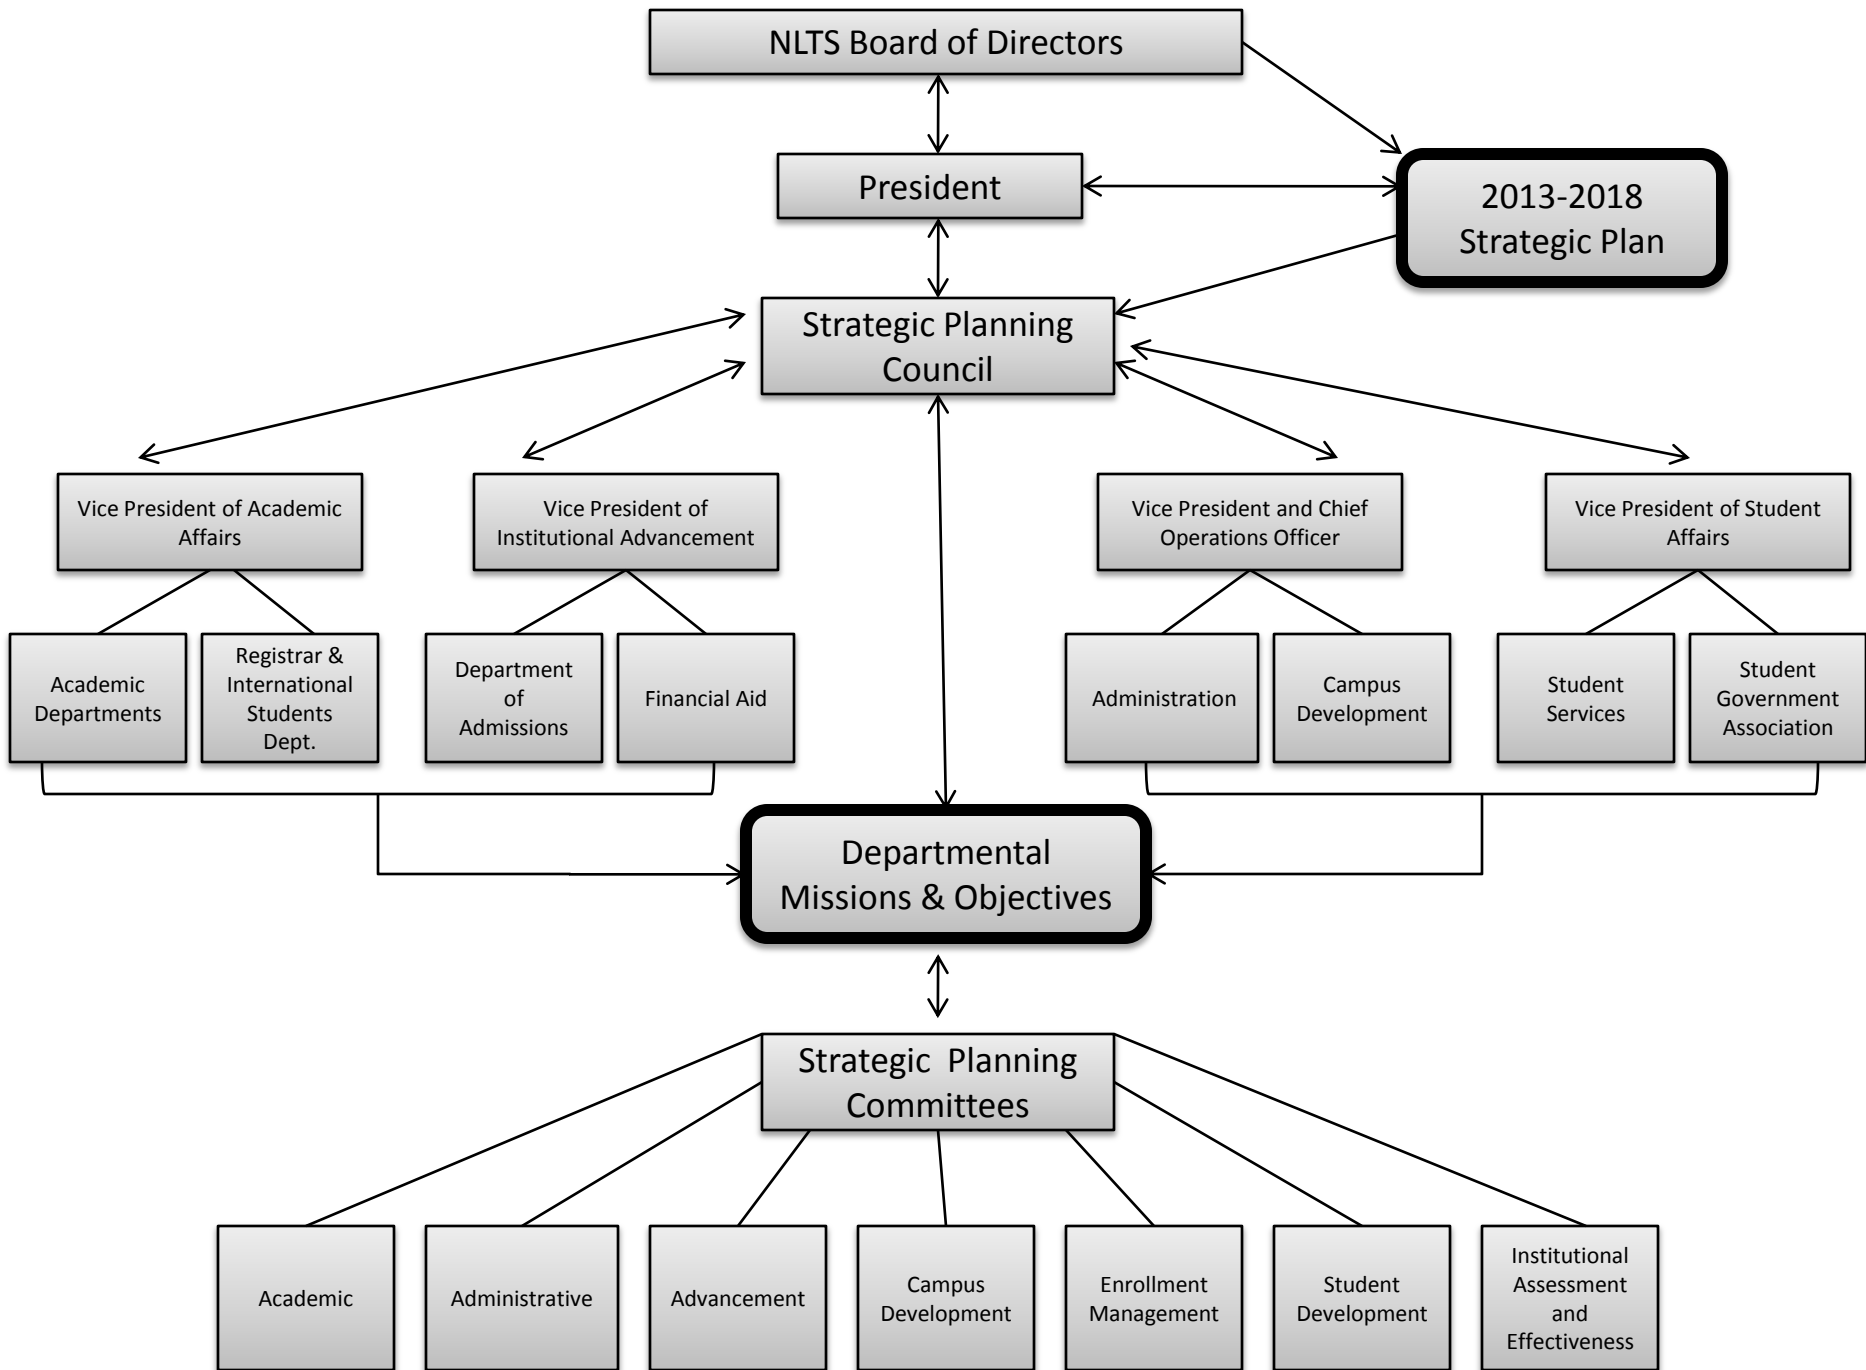 NLTS Board of Directors
President
2013-2018
Strategic Plan
Strategic Planning
Council
Vice President of Academic
Affairs
Vice President of
Institutional Advancement
Vice President and Chief
Operations Officer
Vice President of Student
Affairs
Academic
Departments
Registrar &
International
Students
Dept.
Department
of
Admissions
Financial Aid
Administration
Campus
Development
Student
Services
Student
Government
Association
Departmental
Missions & Objectives
Strategic Planning
Committees
Academic
Administrative
Advancement
Campus
Development
Enrollment
Management
Student
Development
Institutional
Assessment
and
Effectiveness